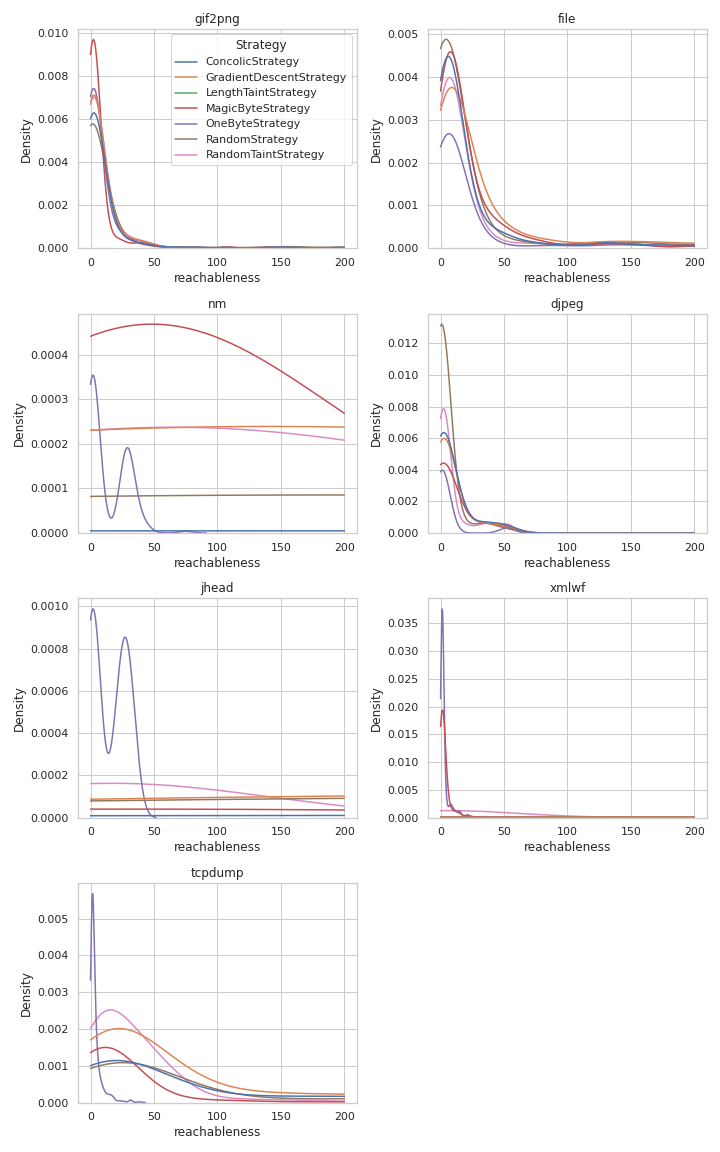 gif2png
0.010
0.008
0.006
0.004
0.002
0.000
Density
Strategy
ConcolicStrategy
GradientDescentStrategy
LengthTaintStrategy
MagicByteStrategy
OneByteStrategy
RandomStrategy
RandomTaintStrategy
0 50 100 150 200
reachableness
file
0.005
0.004
0.003
0.002
0.001
0.000
Density
0 50 100 150 200
reachableness
nm
0.0004
0.0003
0.0002
0.0001
0.0000
Density
0 50 100 150 200
reachableness
djpeg
0.012
0.010
0.008
0.006
0.004
0.002
0.000
Density
0 50 100 150 200
reachableness
jhead
0.0010
0.0008
0.0006
0.0004
0.0002
0.0000
Density
0 50 100 150 200
reachableness
xmlwf
0.035
0.030
0.025
0.020
0.015
0.010
0.005
0.000
Density
0 50 100 150 200
reachableness
tcpdump
0.005
0.004
0.003
0.002
0.001
0.000
Density
0 50 100 150 200
reachableness